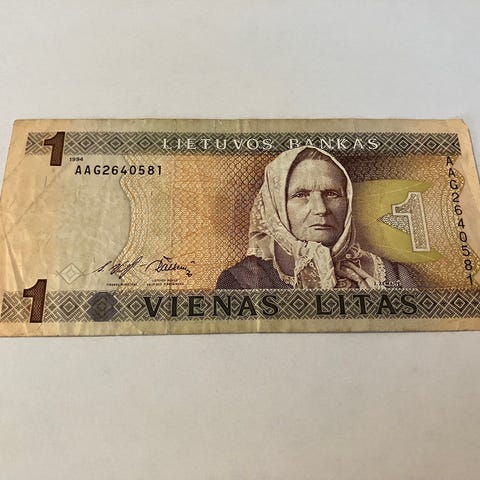 1
1994
LIETUVOS BANKAS
AAG2640581
AAG2640581
1
1
VIENAS LITAS